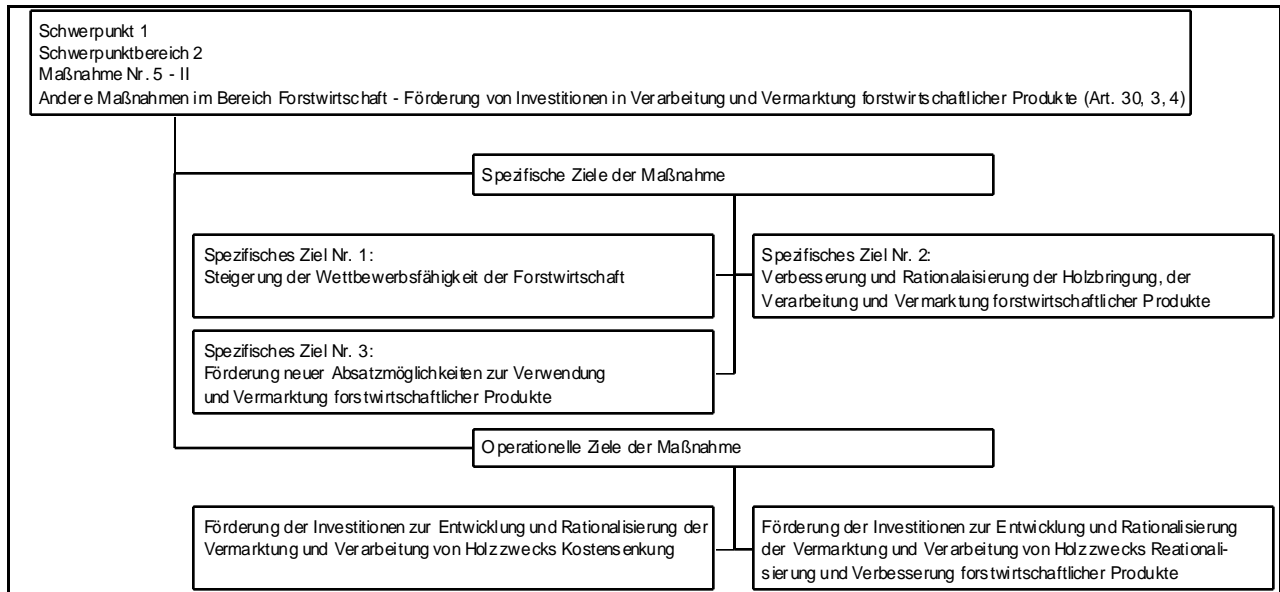 Schwerpunkt 1
Schwerpunktbereich 2
Maßnahme Nr. 5 - II
Andere Maßnahmen im Bereich Forstwirtschaft - Förderung von Investitionen in Verarbeitung und Vermarktung forstwirtschaftlicher Produkte (Art. 30, 3, 4)
Spezifische Ziele der Maßnahme
Spezifisches Ziel Nr. 1:
Steigerung der Wettbewerbsfähigkeit der Forstwirtschaft
Spezifisches Ziel Nr. 2:
Verbesserung und Rationalaisierung der Holzbringung, der
Verarbeitung und Vermarktung forstwirtschaftlicher Produkte
Spezifisches Ziel Nr. 3:
Förderung neuer Absatzmöglichkeiten zur Verwendung
und Vermarktung forstwirtschaftlicher Produkte
Operationelle Ziele der Maßnahme
Förderung der Investitionen zur Entwicklung und Rationalisierung der
Vermarktung und Verarbeitung von Holzzwecks Kostensenkung
Förderung der Investitionen zur Entwicklung und Rationalisierung
der Vermarktung und Verarbeitung von Holzzwecks Reationali-
sierung und Verbesserung forstwirtschaftlicher Produkte